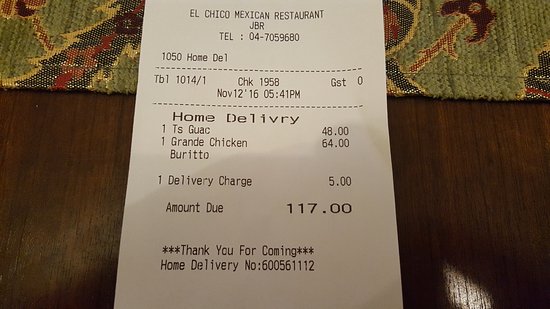 EL CHICO MEXICAN RESTAURANT
JBR
TEL : 04-7059680
1050 Home Del
Tbl 1014/1 Chk 1958 Gst 0
Nov12'16 05:41PM
Home Delivry
1 Ts Guac 48.00
1 Grande Chicken 64.00
Buritto
1 Delivery Charge 5.00
Amount Due 117.00
***Thank You For Coming***
Home Delivery No:600561112